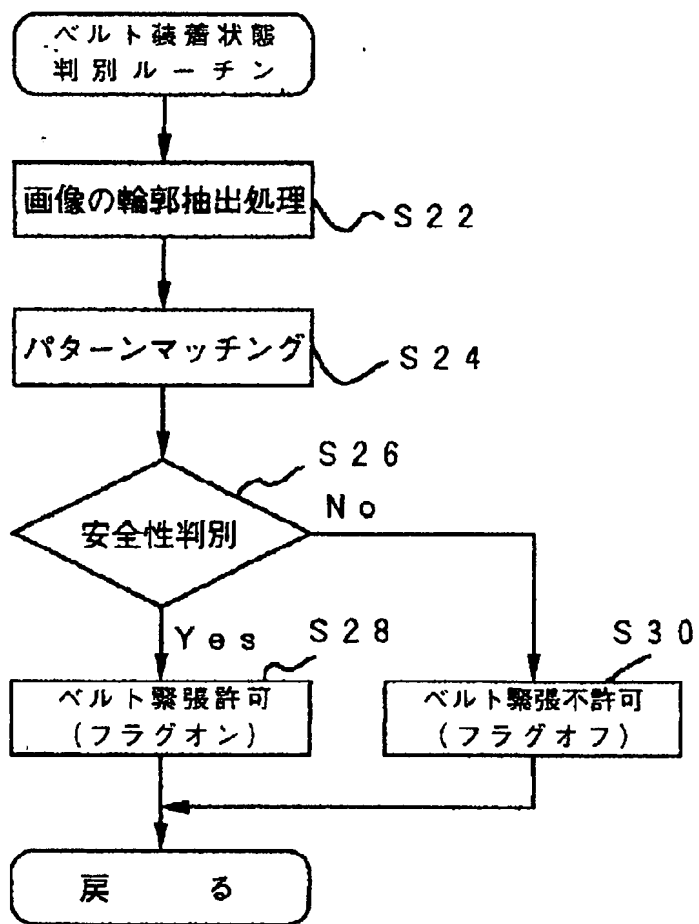 ベルト装着状態
判別ルーチン
画像の輪郭抽出処理
S22
パターンマッチング
S24
S26
安全性判別
No
Yes
S28
S30
ベルト緊張許可
(フラグオン)
ベルト緊張不許可
(フラグオフ)
戻る